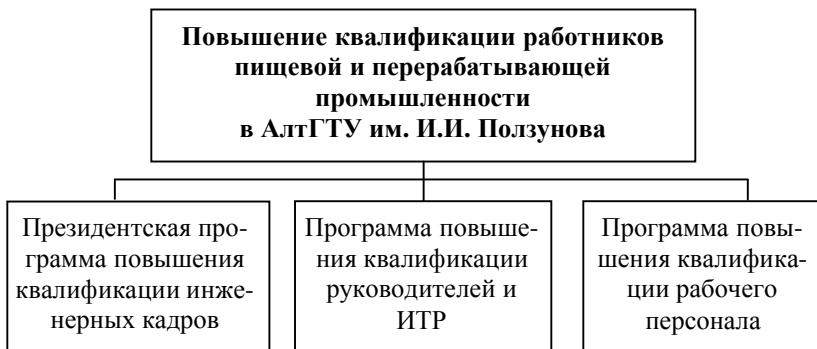 Повышение квалификации работников
пищевой и перерабатывающей
промышленности
в АлтГТУ им. И.И. Ползунова
Президентская про-
грамма повышения
квалификации инже-
нерных кадров
Программа повыше-
ния квалификации
руководителей и
ИТР
Программа повы-
шения квалифика-
ции рабочего
персонала